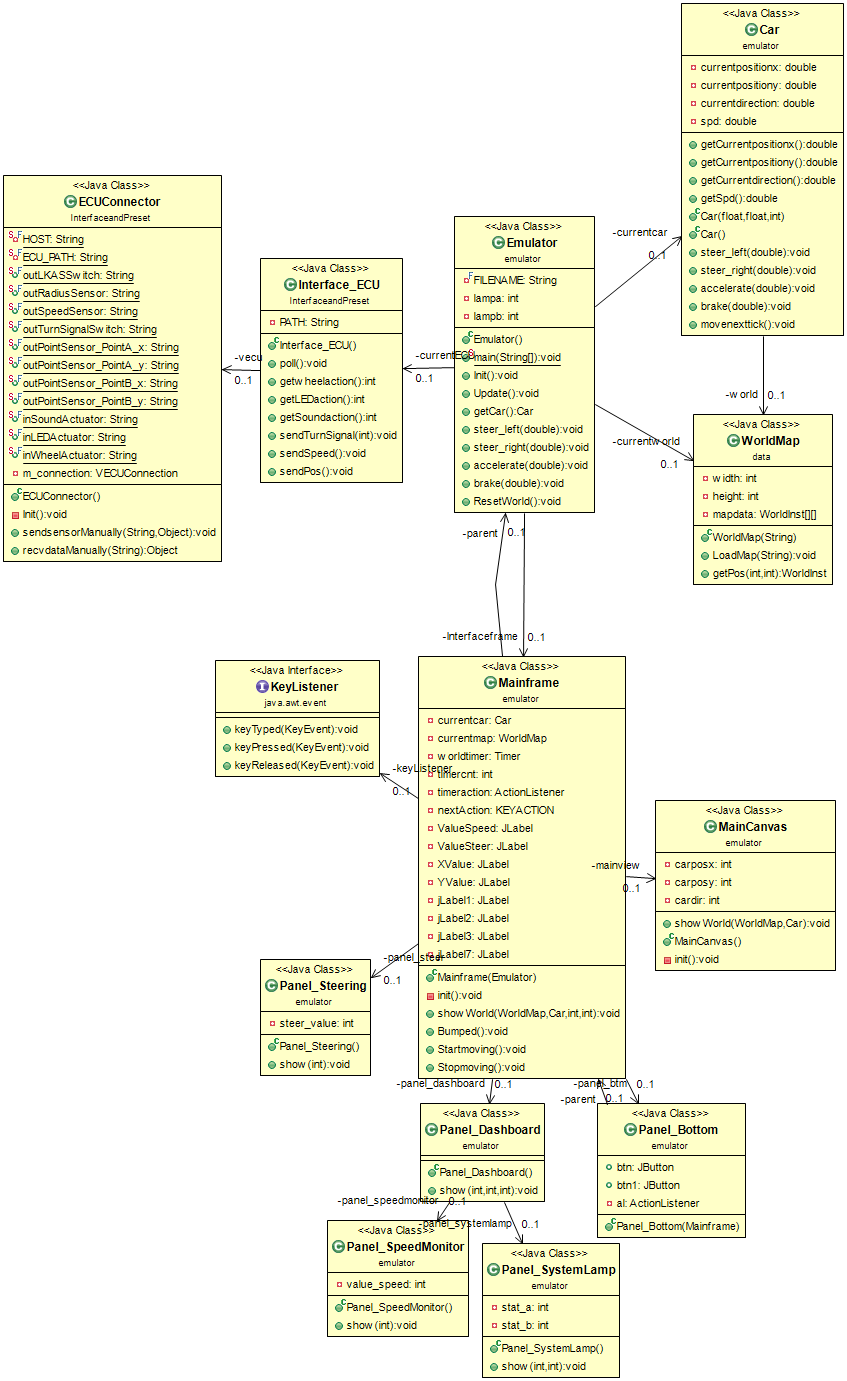 <<Java Class>>
Car
emulator
currentpositionx: double
currentpositiony: double
currentdirection: double
spd: double
getCurrentpositionx():double
getCurrentpositiony():double
getCurrentdirection():double
getSpd():double
Car(float,float,int)
Car()
steer_left(double):void
steer_right(double):void
accelerate(double):void
brake(double):void
movenexttick():void
<<Java Class>>
ECUConnector
InterfaceandPreset
HOST: String
ECU_PATH: String
outLKASSwitch: String
outRadiusSensor: String
outSpeedSensor: String
outTurnSignalSwitch: String
outPointSensor_PointA_x: String
outPointSensor_PointA_y: String
outPointSensor_PointB_x: String
outPointSensor_PointB_y: String
inSoundActuator: String
inLEDActuator: String
inWheelActuator: String
m_connection: VECUConnection
ECUConnector()
Init():void
sendsensorManually(String,Object):void
recvdataManually(String):Object
-vecu
0..1
<<Java Class>>
Interface_ECU
InterfaceandPreset
PATH: String
Interface_ECU()
poll():void
getwheelaction():int
getLEDaction():int
getSoundaction():int
sendTurnSignal(int):void
sendSpeed():void
sendPos():void
-currentECU
0..1
<<Java Class>>
Emulator
emulator
FILENAME: String
lampa: int
lampb: int
Emulator()
main(String[]):void
Init():void
Update():void
getCar():Car
steer_left(double):void
steer_right(double):void
accelerate(double):void
brake(double):void
ResetWorld():void
-currentcar
0..1
-world
0..1
-currentworld
0..1
<<Java Class>>
WorldMap
data
width: int
height: int
mapdata: WorldInst[][]
WorldMap(String)
LoadMap(String):void
getPos(int,int):WorldInst
-parent
0..1
-Interfaceframe
0..1
<<Java Interface>>
KeyListener
java.awt.event
keyTyped(KeyEvent):void
keyPressed(KeyEvent):void
keyReleased(KeyEvent):void
-keyListener
0..1
<<Java Class>>
Mainframe
emulator
currentcar: Car
currentmap: WorldMap
worldtimer: Timer
timercnt: int
timeraction: ActionListener
nextAction: KEYACTION
ValueSpeed: JLabel
ValueSteer: JLabel
XValue: JLabel
YValue: JLabel
jLabel1: JLabel
jLabel2: JLabel
jLabel3: JLabel
jLabel7: JLabel
Mainframe(Emulator)
init():void
showWorld(WorldMap,Car,int,int):void
Bumped():void
Startmoving():void
Stopmoving():void
-mainview
0..1
<<Java Class>>
MainCanvas
emulator
carposx: int
carposy: int
cardir: int
showWorld(WorldMap,Car):void
MainCanvas()
init():void
-panel_steer
0..1
<<Java Class>>
Panel_Steering
emulator
steer_value: int
Panel_Steering()
show(int):void
-panel_dashboard
0..1
-panel_btm
0..1
-parent
0..1
<<Java Class>>
Panel_Dashboard
emulator
Panel_Dashboard()
show(int,int,int):void
<<Java Class>>
Panel_Bottom
emulator
btn: JButton
btn1: JButton
al: ActionListener
Panel_Bottom(Mainframe)
-panel_speedmonitor
0..1
-panel_systemlamp
0..1
<<Java Class>>
Panel_SpeedMonitor
emulator
value_speed: int
Panel_SpeedMonitor()
show(int):void
<<Java Class>>
Panel_SystemLamp
emulator
stat_a: int
stat_b: int
Panel_SystemLamp()
show(int,int):void